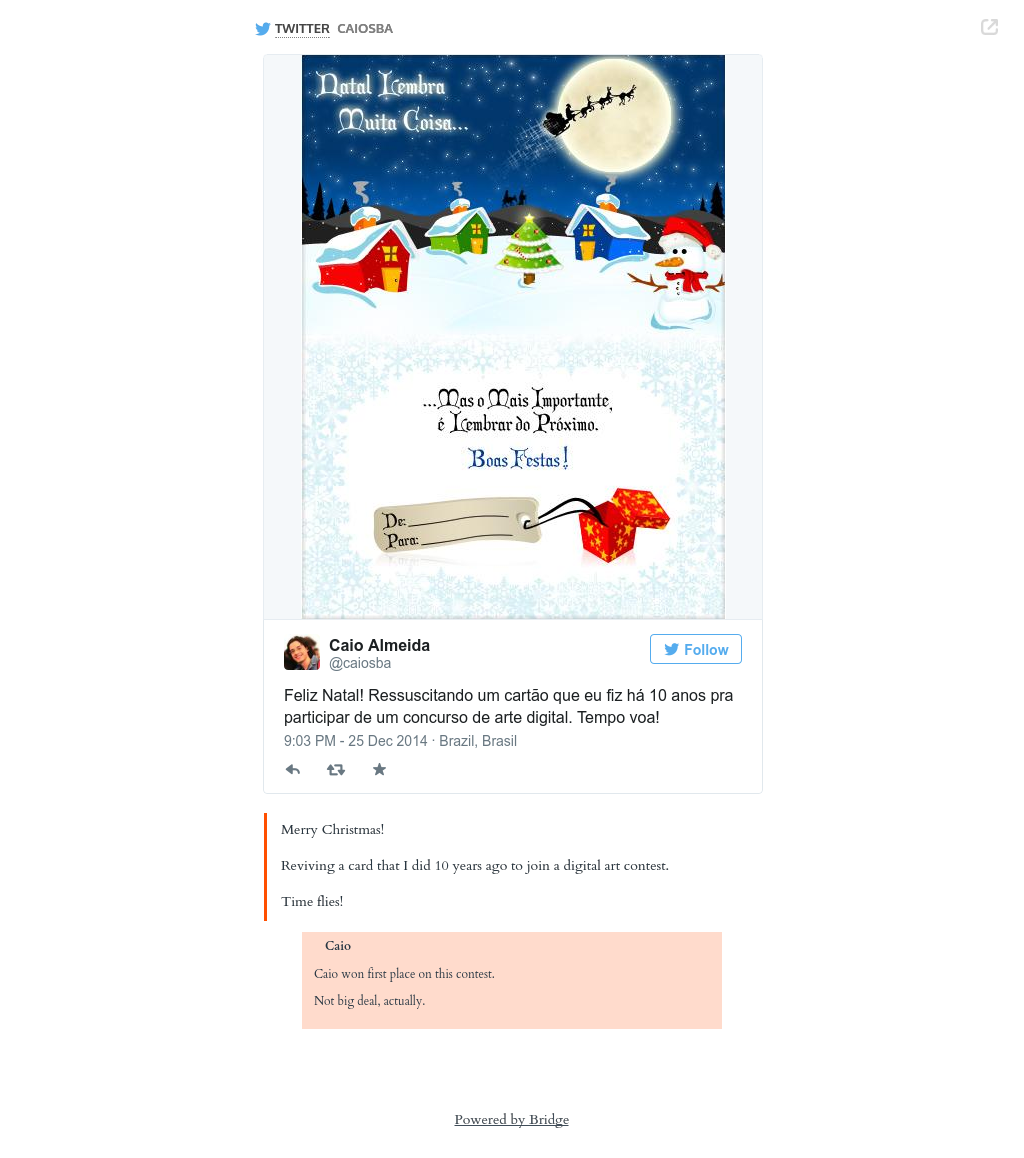 TWITTER CAIOSBA
Natal Lembra
Muita Coisa...
...Mas o Mais Importante,
é Lembrar do Próximo.
Boas Festas!
De:
Para:
Caio Almeida
@caiosba
Follow
Feliz Natal! Ressuscitando um cartão que eu fiz há 10 anos pra
participar de um concurso de arte digital. Tempo voa!
9:03 PM - 25 Dec 2014 · Brazil, Brasil
Merry Christmas!
Reviving a card that I did 10 years ago to join a digital art contest.
Time flies!
Caio
Caio won first place on this contest.
Not big deal, actually.
Powered by Bridge